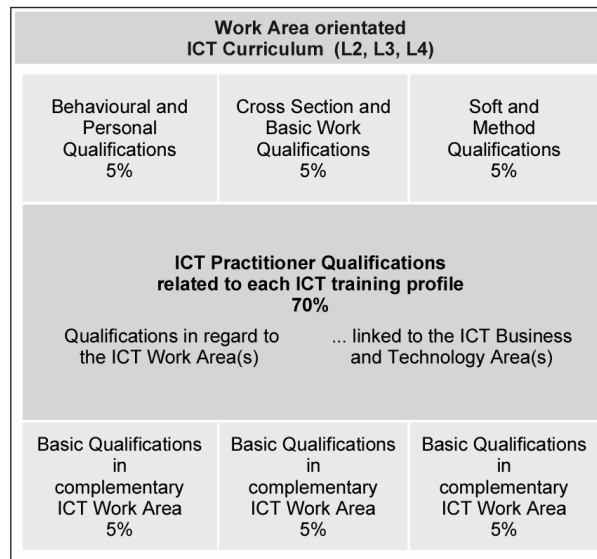 Work Area orientated
ICT Curriculum (L2, L3, L4)
Behavioural and
Personal
Qualifications
5%
Cross Section and
Basic Work
Qualifications
5%
Soft and
Method
Qualifications
5%
ICT Practitioner Qualifications
related to each ICT training profile
70%
Qualifications in regard to
the ICT Work Area(s)
... linked to the ICT Business
and Technology Area(s)
Basic Qualifications
in
complementary
ICT Work Area
5%
Basic Qualifications
in
complementary
ICT Work Area
5%
Basic Qualifications
in
complementary
ICT Work Area
5%